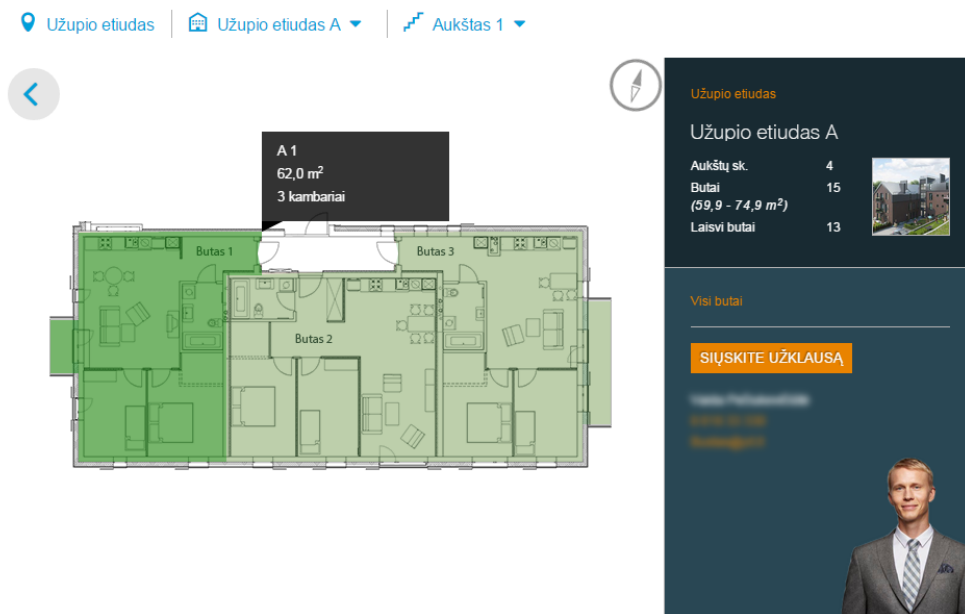 Užupio etiudas
Užupio etiudas A
Aukštas 1
A 1
62,0 m²
3 kambariai
Butas 1
Butas 2
Butas 3
Užupio etiudas
Užupio etiudas A
Aukštų sk. 4
Butai 15
(59,9 - 74,9 m²)
Laisvi butai 13
Visi butai
SIŲSKITE UŽKLAUSĄ